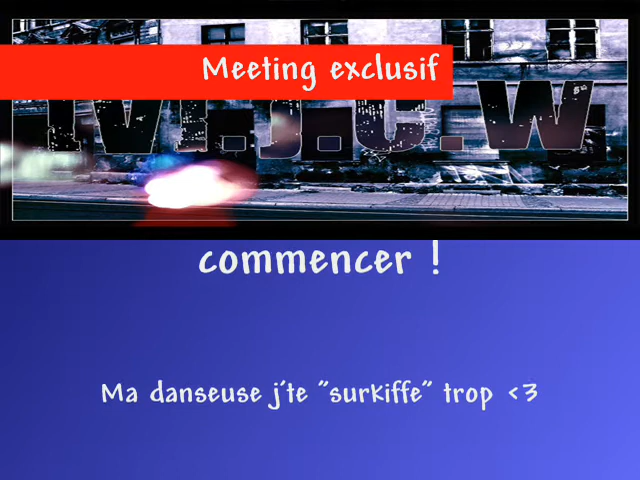 Meeting exclusif
M.J.C.W
commencer !
Ma danseuse j'te "surkiffe" trop <3